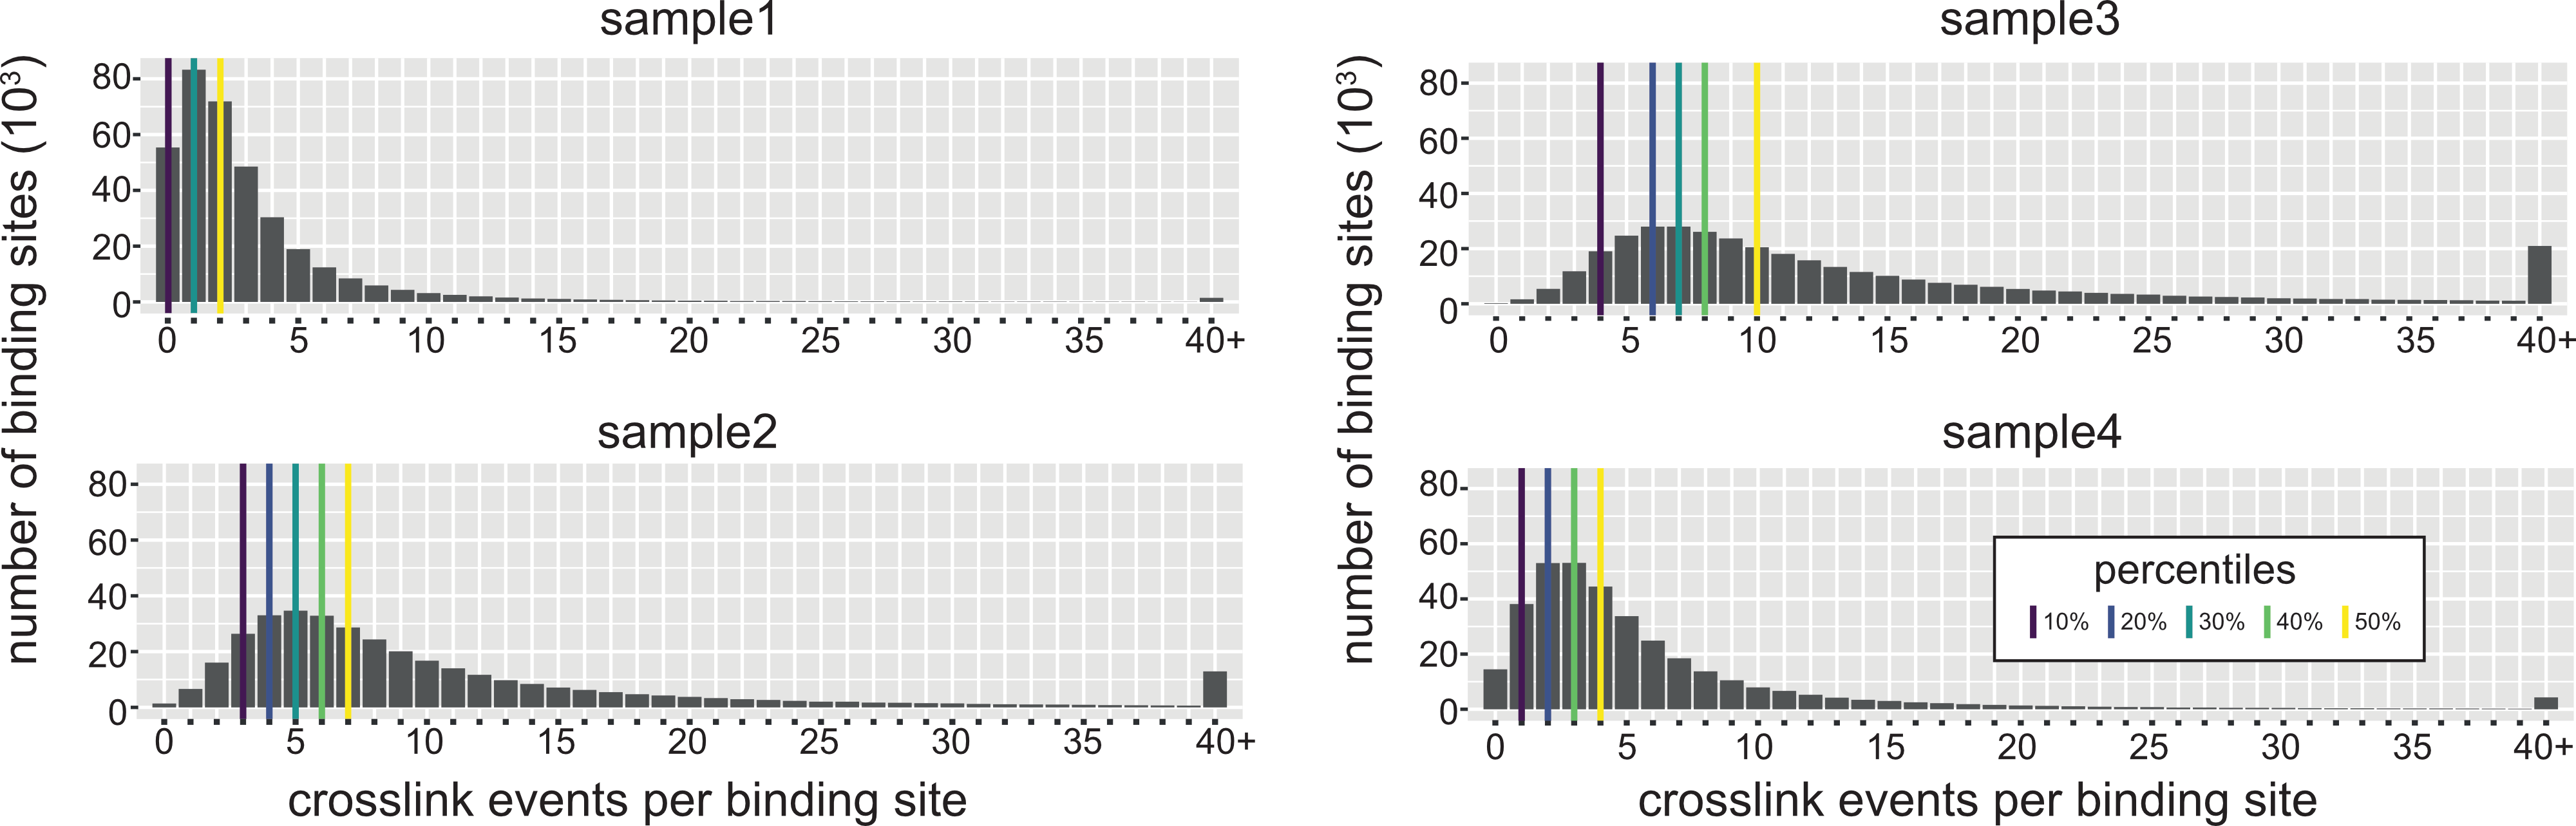 sample1
number of binding sites (10³)
80
60
40
20
0
0 5 10 15 20 25 30 35 40+
sample2
80
60
40
20
0
0 5 10 15 20 25 30 35 40+
crosslink events per binding site
sample3
number of binding sites (10³)
80
60
40
20
0
0 5 10 15 20 25 30 35 40+
sample4
80
60
40
20
0
percentiles
10% 20% 30% 40% 50%
0 5 10 15 20 25 30 35 40+
crosslink events per binding site